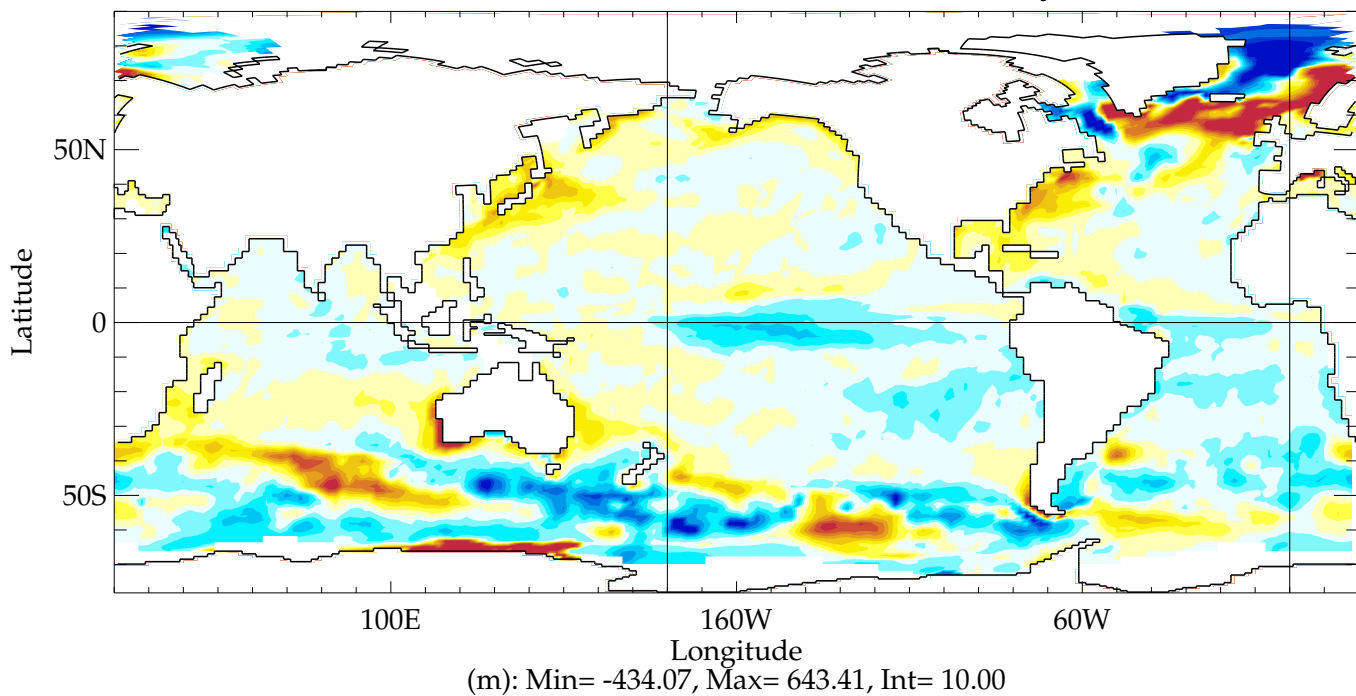 50N
0
50S
Latitude
100E
160W
60W
Longitude
(m): Min= -434.07, Max= 643.41, Int= 10.00